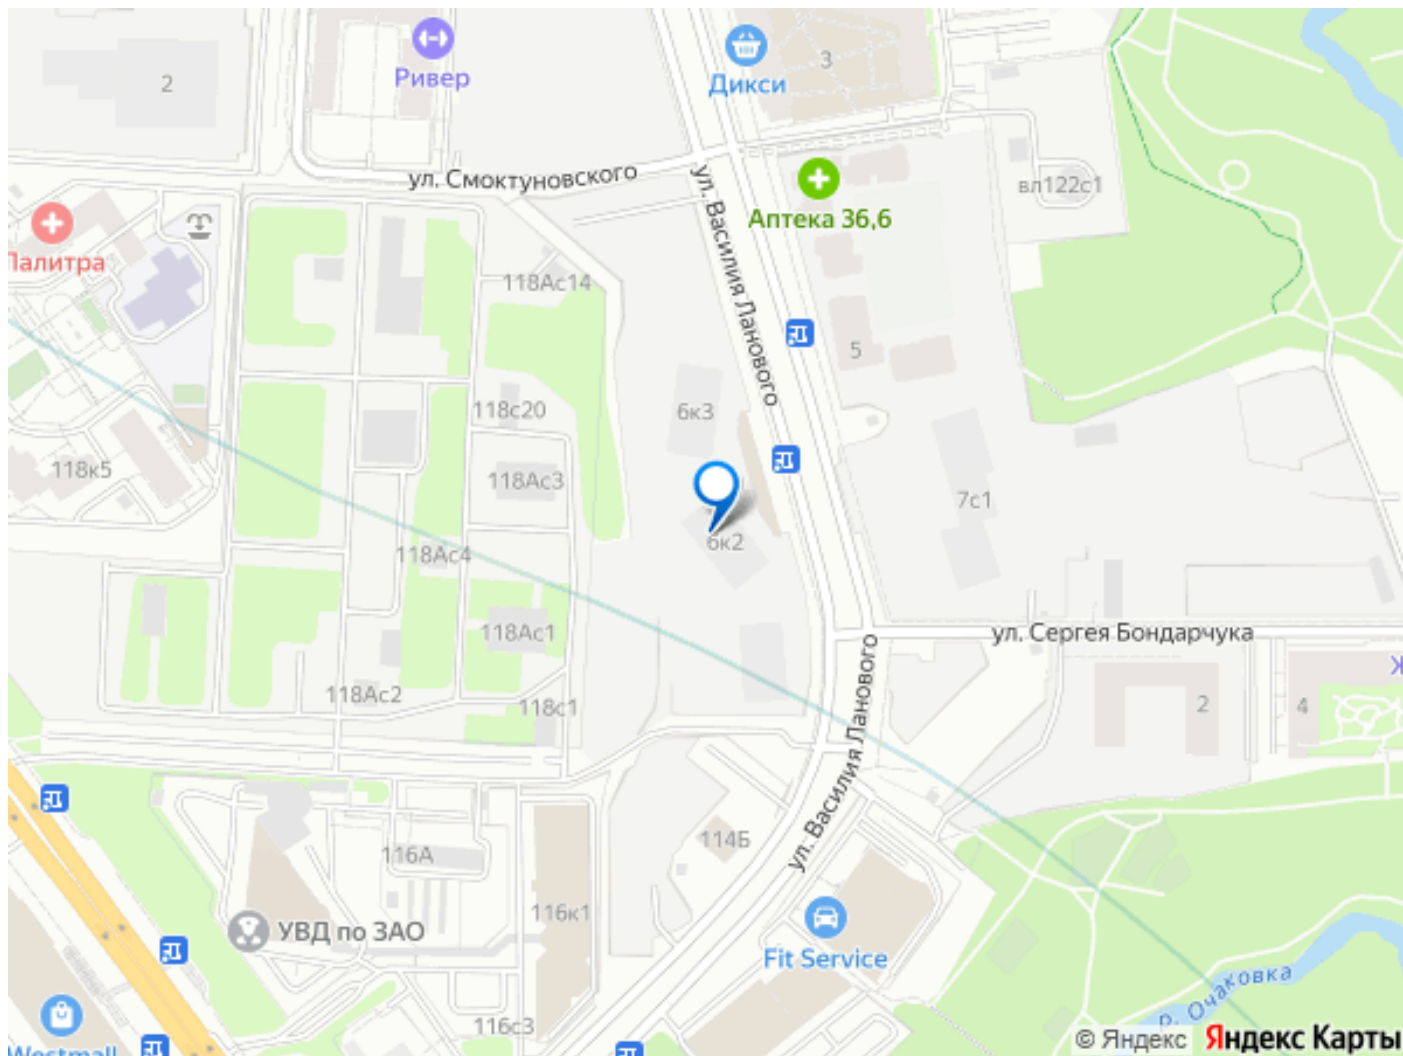 2
Ривер
Дикси
3
ул. Смоктуновского
Аптека 36,6
вл122с1
Палитра
118Ас14
ул. Василия Ланового
5
118с20
6к3
118к5
118Ас3
7с1
6к2
118Ас4
118Ас1
ул. Сергея Бондарчука
118Ас2
118с1
2
4
Ж
ул. Василия Ланового
114Б
116А
116к1
УВД по ЗАО
Fit Service
р. Очаковка
116с3
Westmall
© Яндекс Яндекс Карты